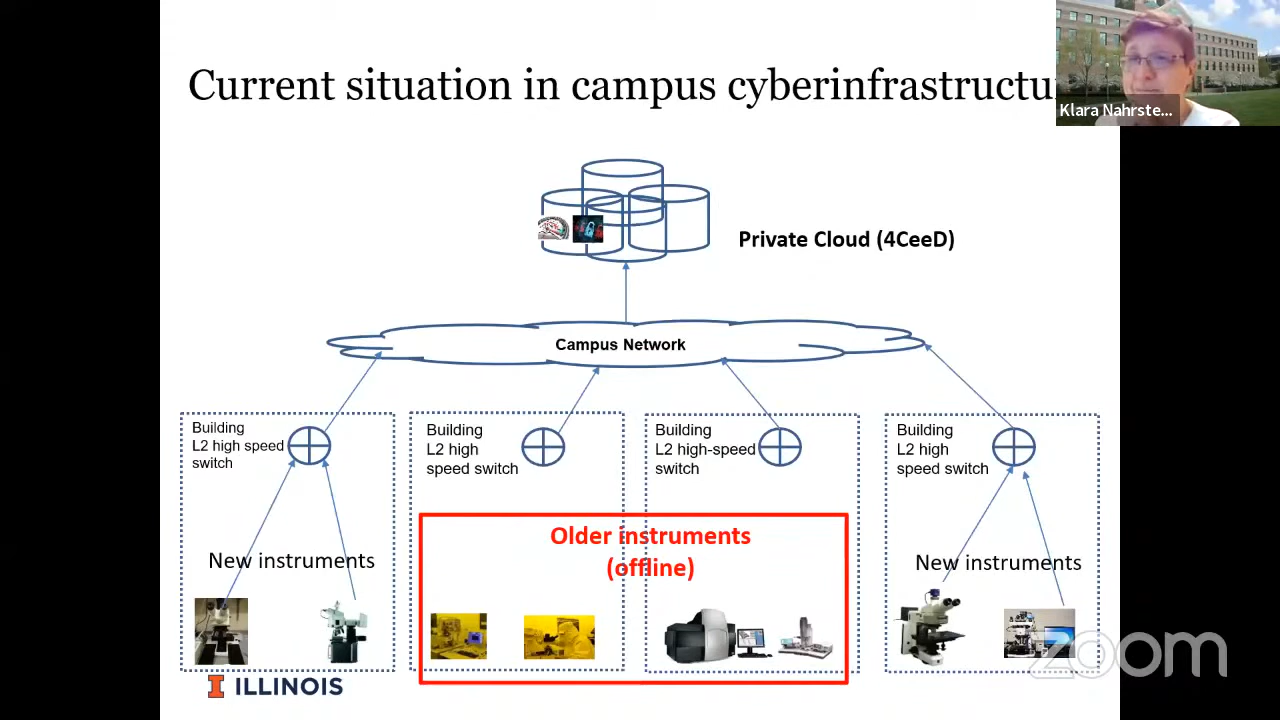 Current situation in campus cyberinfrastructu
Klara Nahrste...
Private Cloud (4CeeD)
Campus Network
Building
L2 high speed
switch
Building
L2 high
speed switch
Building
L2 high-speed
switch
Building
L2 high
speed switch
New instruments
Older instruments
(offline)
New instruments
I ILLINOIS
zoom